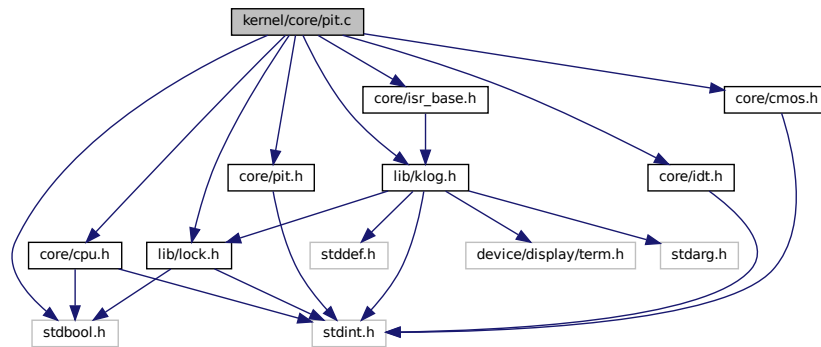 kernel/core/pit.c
core/isr_base.h
core/cmos.h
core/pit.h
lib/klog.h
core/idt.h
core/cpu.h
lib/lock.h
stddef.h
device/display/term.h
stdarg.h
stdbool.h
stdint.h